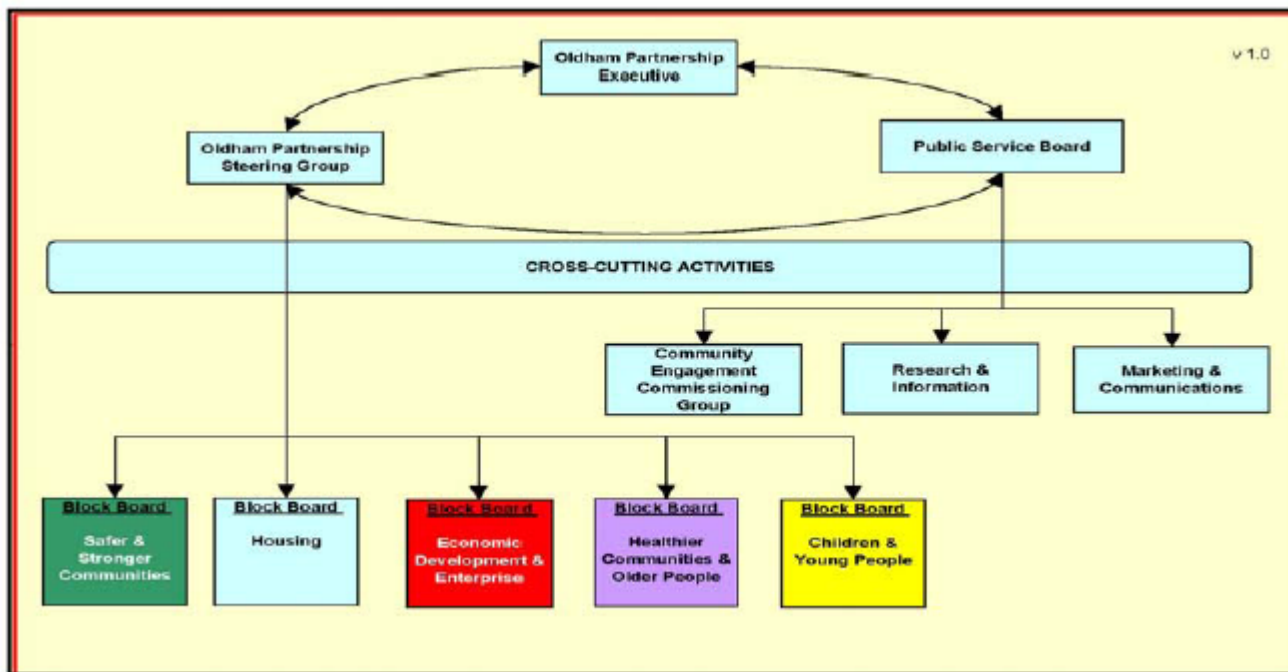 Oldham Partnership
Executive
v 1.0
Oldham Partnership
Steering Group
Public Service Board
CROSS-CUTTING ACTIVITIES
Community
Engagement
Commissioning
Group
Research &
Information
Marketing &
Communications
Block Board
Safer &
Stronger
Communities
Block Board
Housing
Block Board
Economic
Development &
Enterprise
Block Board
Healthier
Communities &
Older People
Block Board
Children &
Young People